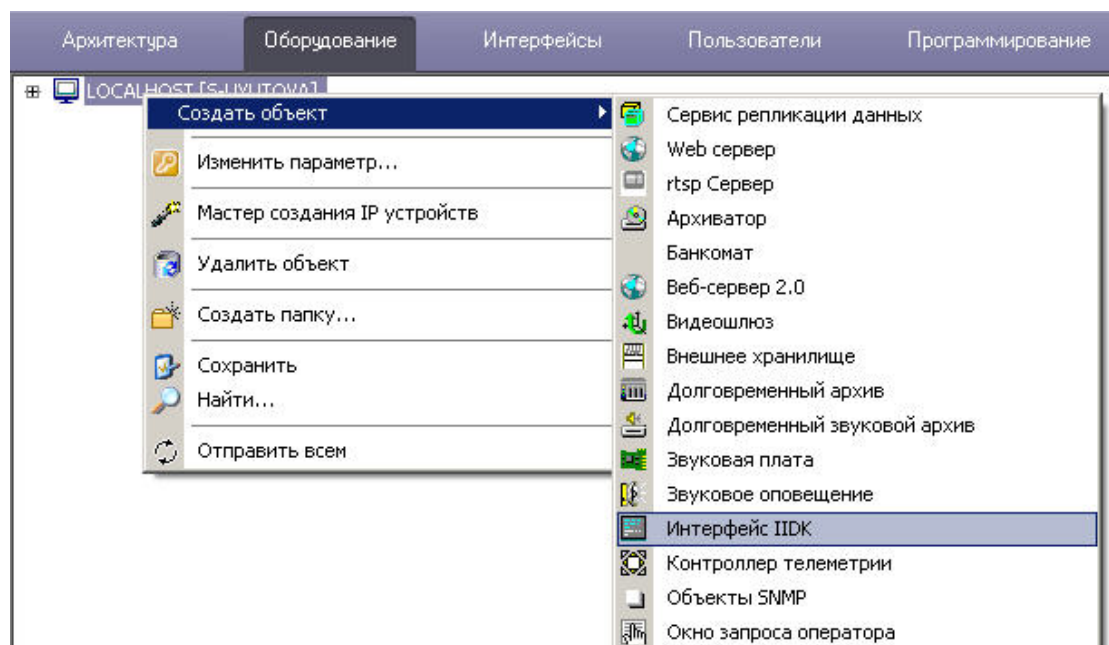 Архитектура Оборудование Интерфейсы Пользователи Программирование
LOCALHOST [S-UYUTOVA]
Создать объект
Изменить параметр...
Мастер создания IP устройств
Удалить объект
Создать папку...
Сохранить
Найти...
Отправить всем
Сервис репликации данных
Web сервер
rtsp Сервер
Архиватор
Банкомат
Веб-сервер 2.0
Видеошлюз
Внешнее хранилище
Долговременный архив
Долговременный звуковой архив
Звуковая плата
Звуковое оповещение
Интерфейс IIDK
Контроллер телеметрии
Объекты SNMP
Окно запроса оператора